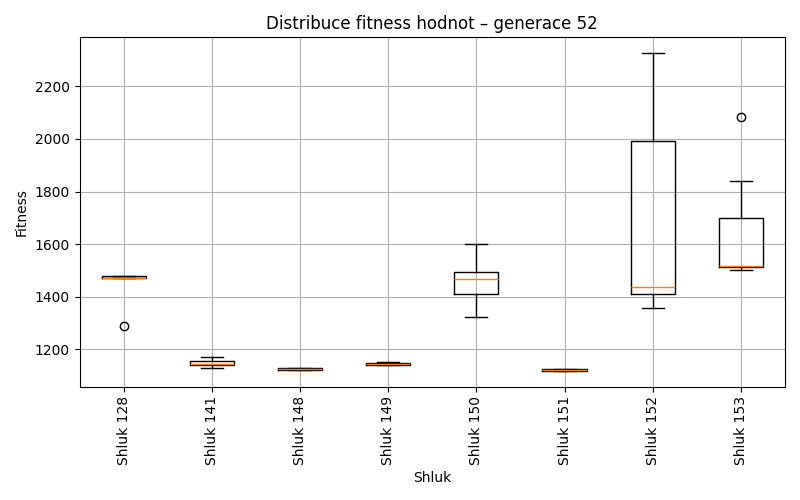 Distribuce fitness hodnot – generace 52
Fitness
2200
2000
1800
1600
1400
1200
Shluk 128
Shluk 141
Shluk 148
Shluk 149
Shluk 150
Shluk 151
Shluk 152
Shluk 153
Shluk